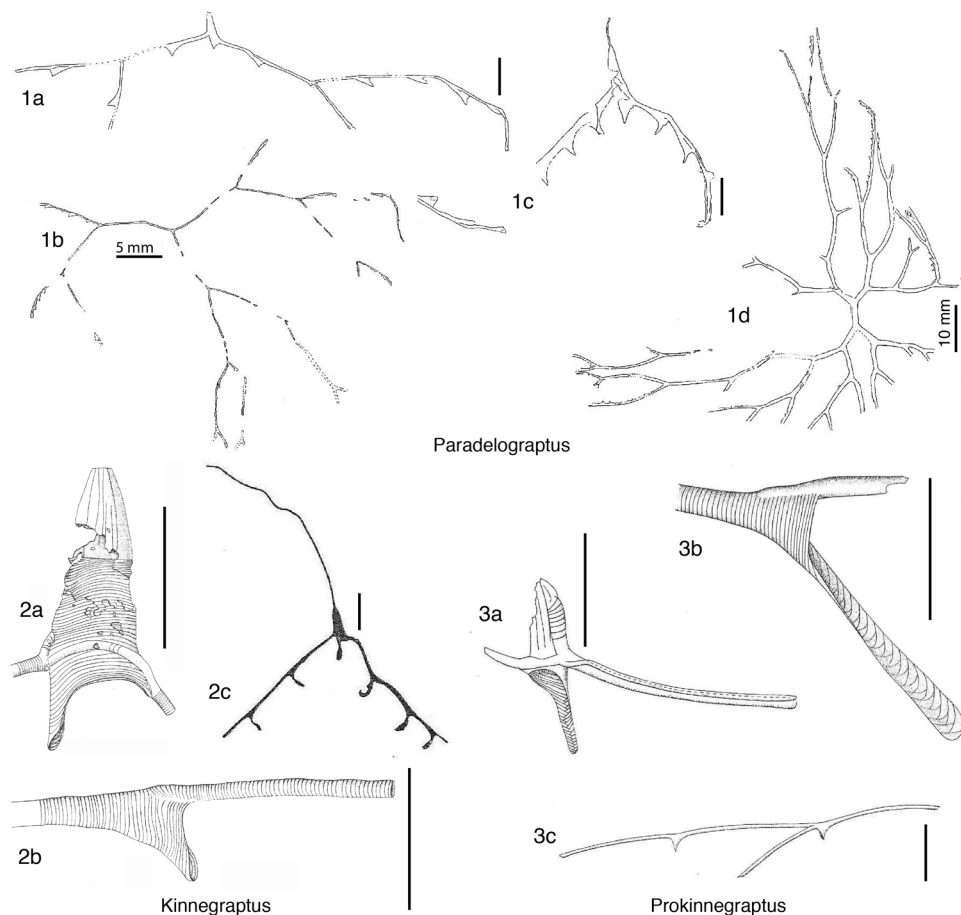 1a
1c
1b
5 mm
1d
10 mm
Paradelograptus
2a
2c
3a
3b
2b
3c
Kinnegraptus
Prokinnegraptus